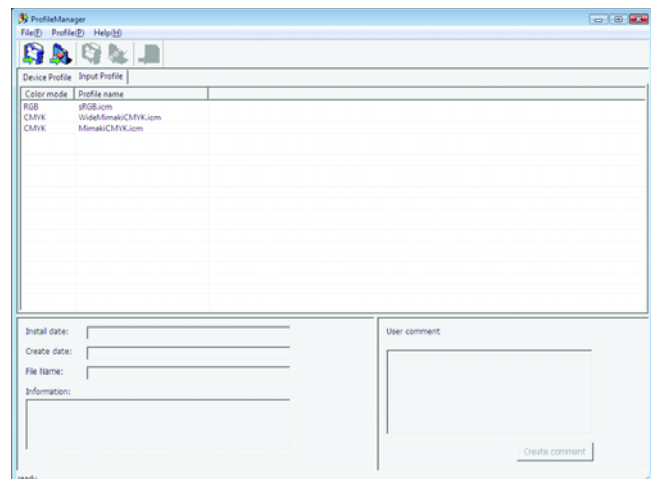 ProfileManager
File(F) Profile(P) Help(H)
Device Profile Input Profile
Color mode Profile name
RGB sRGB.icm
CMYK WideMimakiCMYK.icm
CMYK MimakiCMYK.icm
Install date:
Create date:
File Name:
Information:
User comment
Create comment
ready